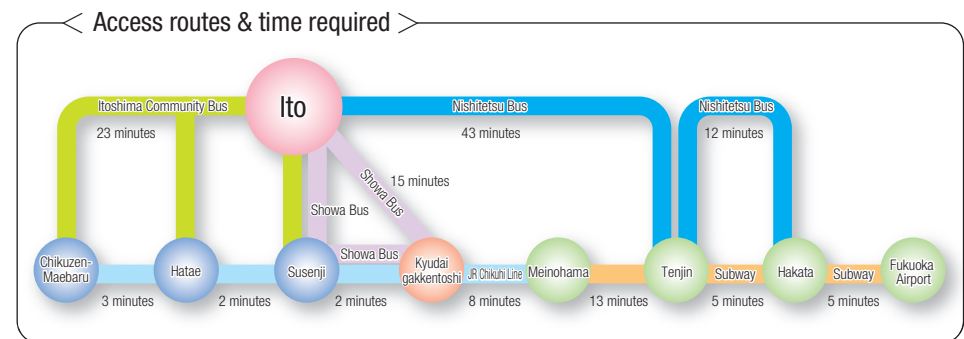 Access routes & time required
Itoshima Community Bus
23 minutes
Ito
Nishitetsu Bus
43 minutes
Nishitetsu Bus
12 minutes
15 minutes
Showa Bus
Showa Bus
Showa Bus
Chikuzen-
Maebaru
Hatae
Susenji
Kyudai
gakkentoshi
JR Chikuhi Line
Meinohama
Tenjin
Subway
Hakata
Subway
Fukuoka
Airport
3 minutes
2 minutes
2 minutes
8 minutes
13 minutes
5 minutes
5 minutes